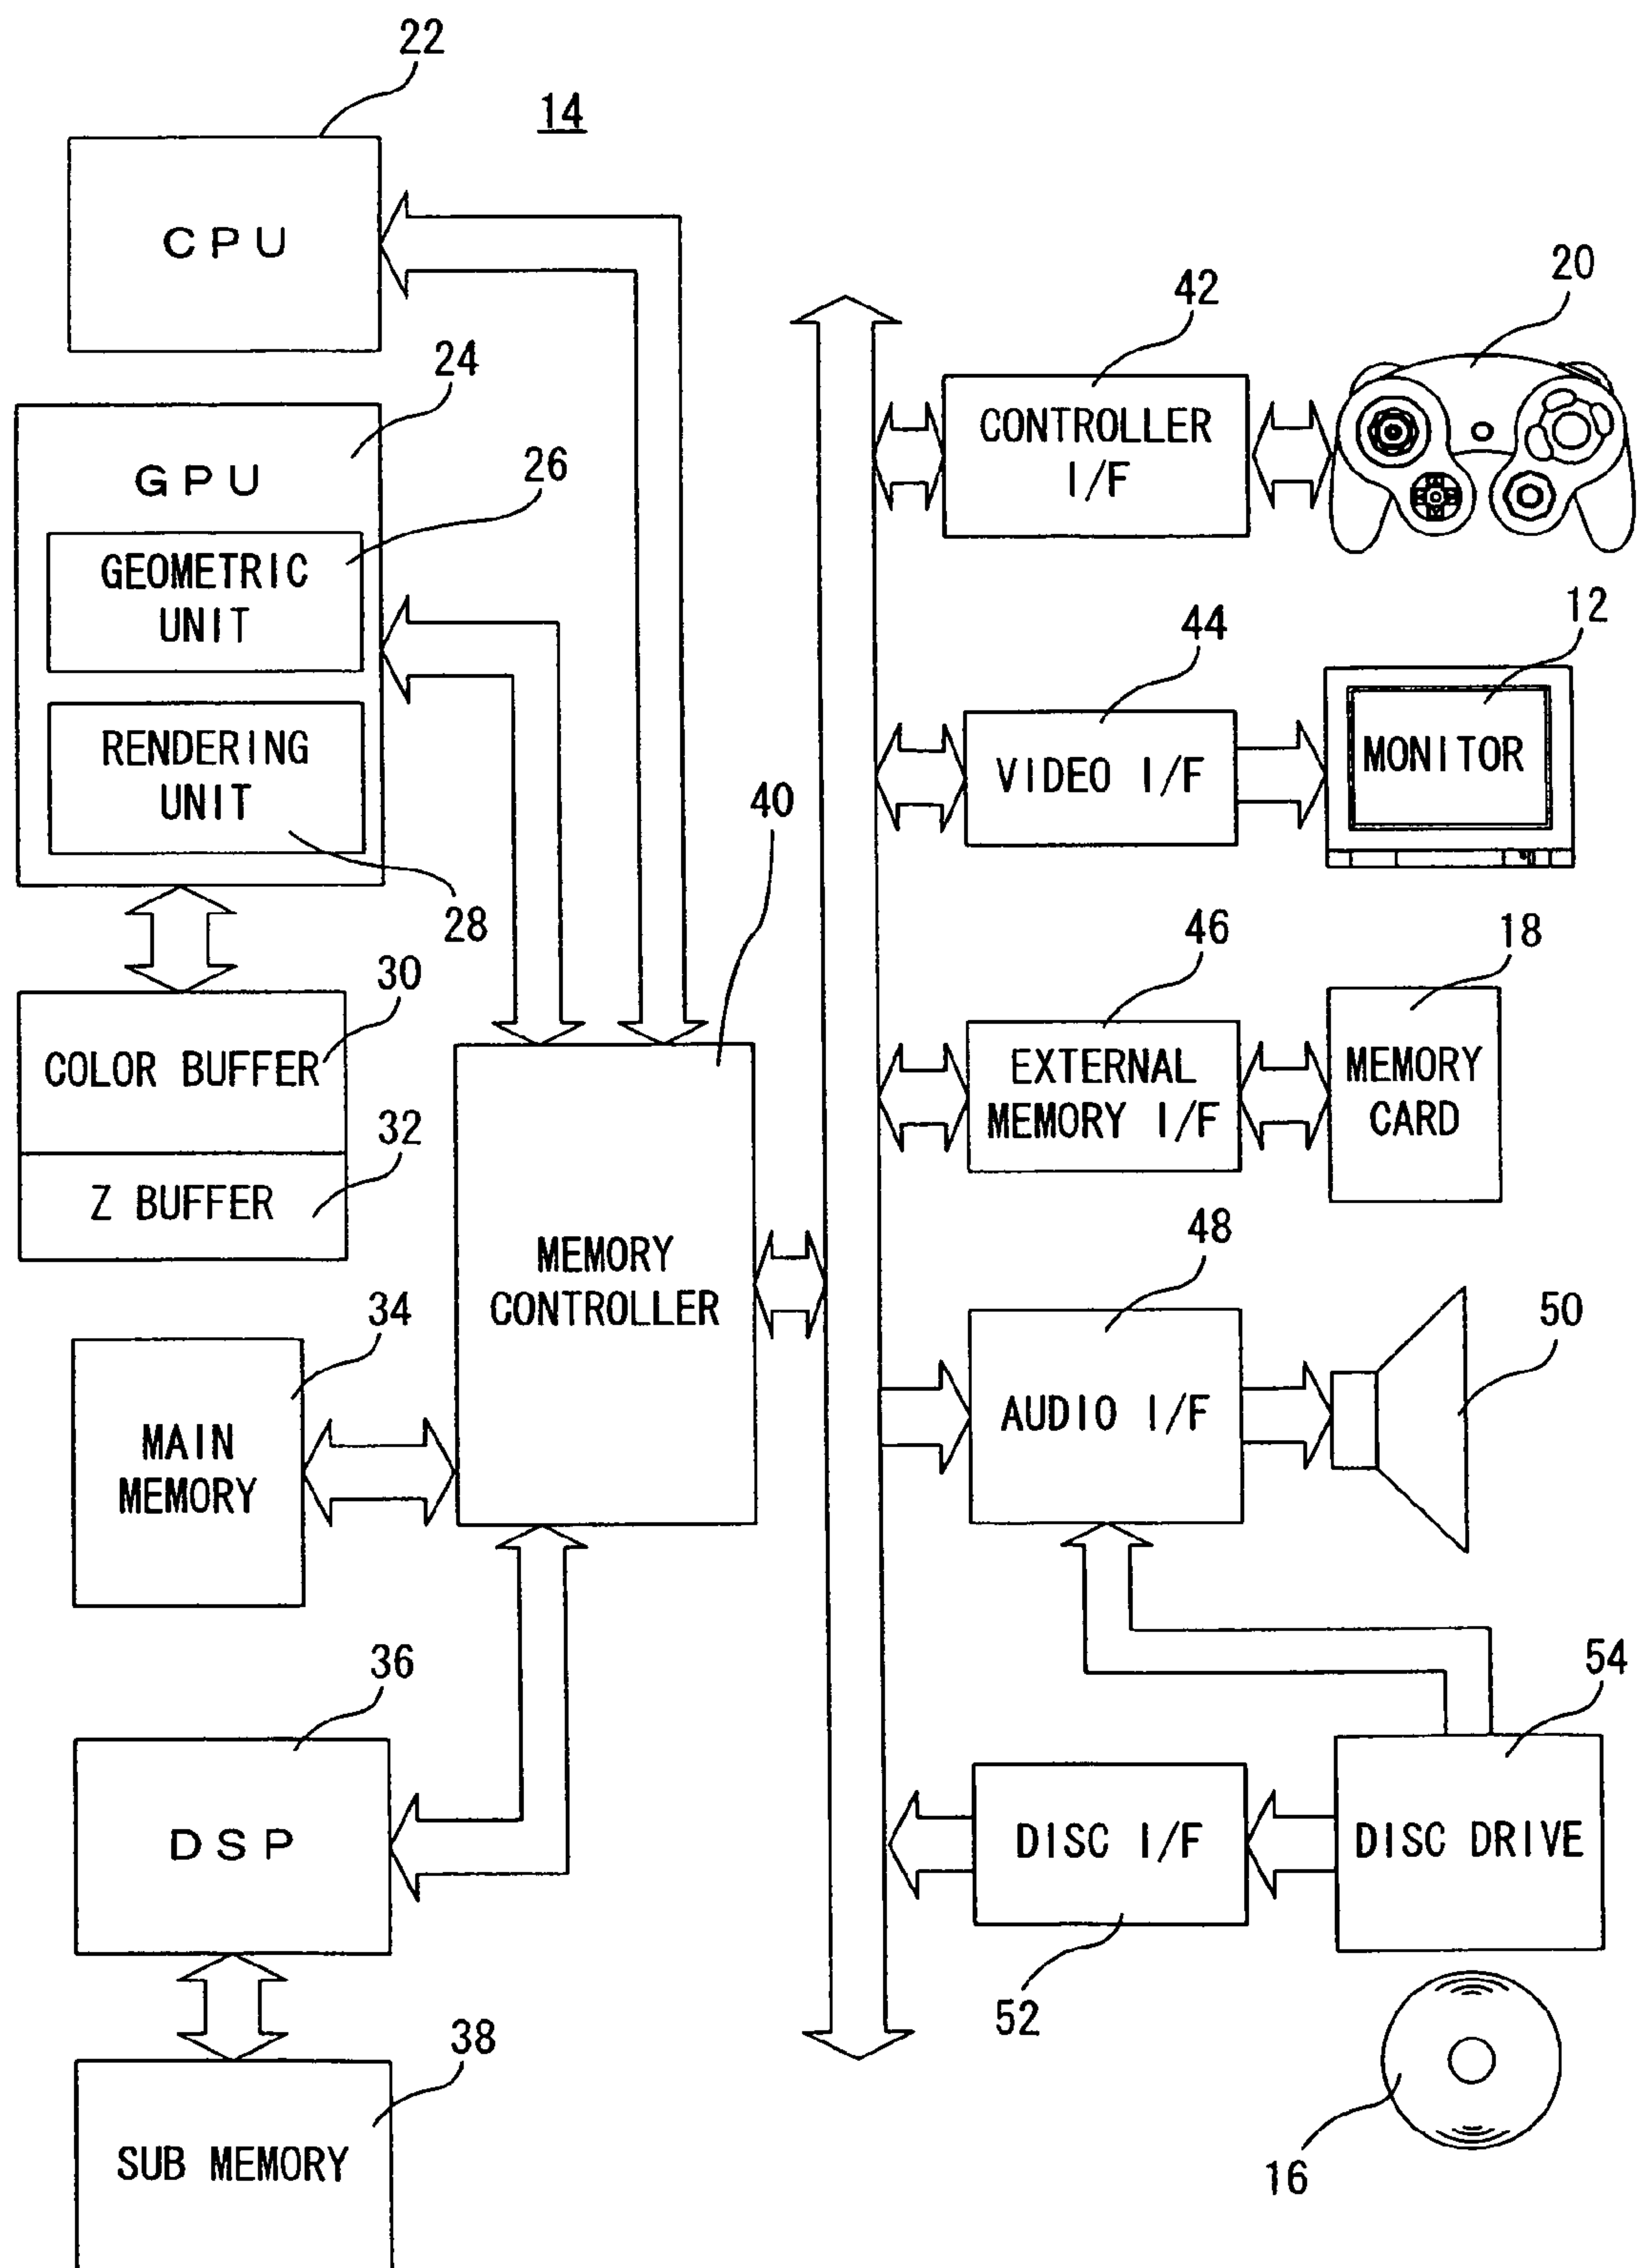 22
14
CPU
20
42
24
CONTROLLER
I/F
GPU
26
GEOMETRIC
UNIT
12
44
RENDERING
UNIT
MONITOR
VIDEO I/F
40
28
18
46
30
EXTERNAL
MEMORY I/F
MEMORY
CARD
COLOR BUFFER
32
Z BUFFER
48
MEMORY
CONTROLLER
34
50
AUDIO I/F
MAIN
MEMORY
36
54
DSP
DISC I/F
DISC DRIVE
52
38
SUB MEMORY
16